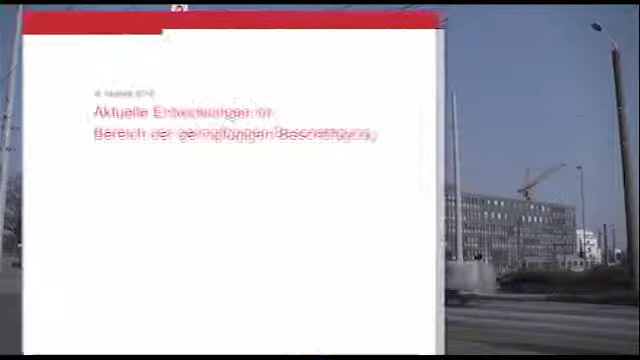 Aktuelle Entwicklungen im
Bereich der geringfügigen Beschäftigung